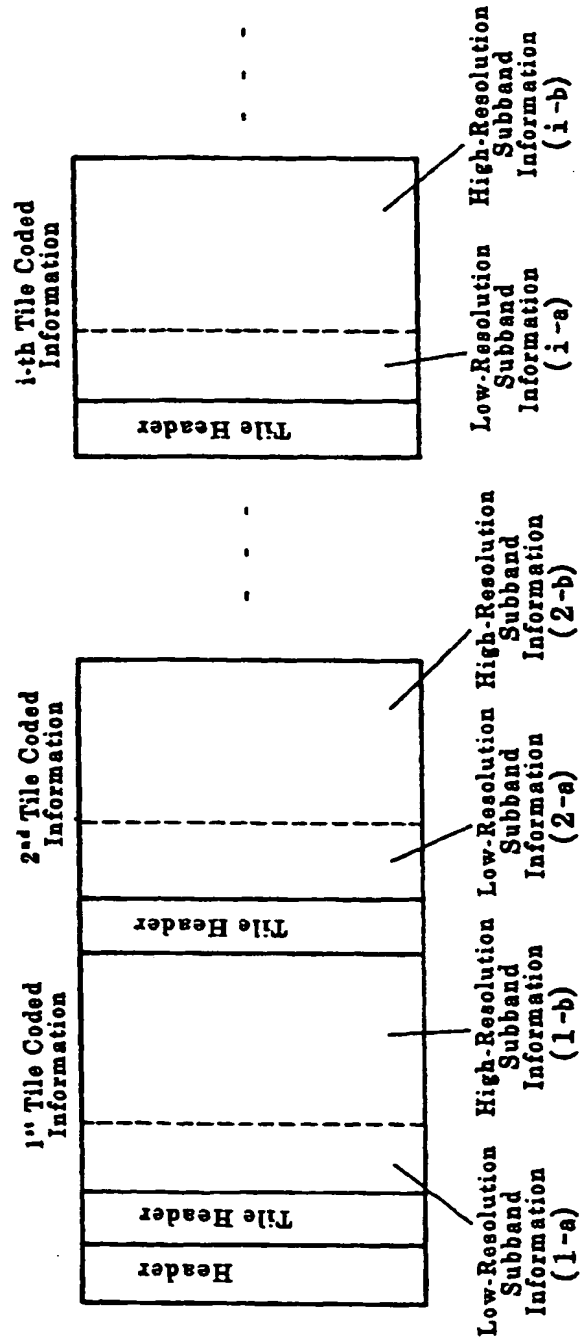 1st Tile Coded
Information
2nd Tile Coded
Information
i-th Tile Coded
Information
Header
Tile Header
Tile Header
Tile Header
Low-Resolution
Subband
Information
(1-a)
High-Resolution
Subband
Information
(1-b)
Low-Resolution
Subband
Information
(2-a)
High-Resolution
Subband
Information
(2-b)
Low-Resolution
Subband
Information
(i-a)
High-Resolution
Subband
Information
(i-b)